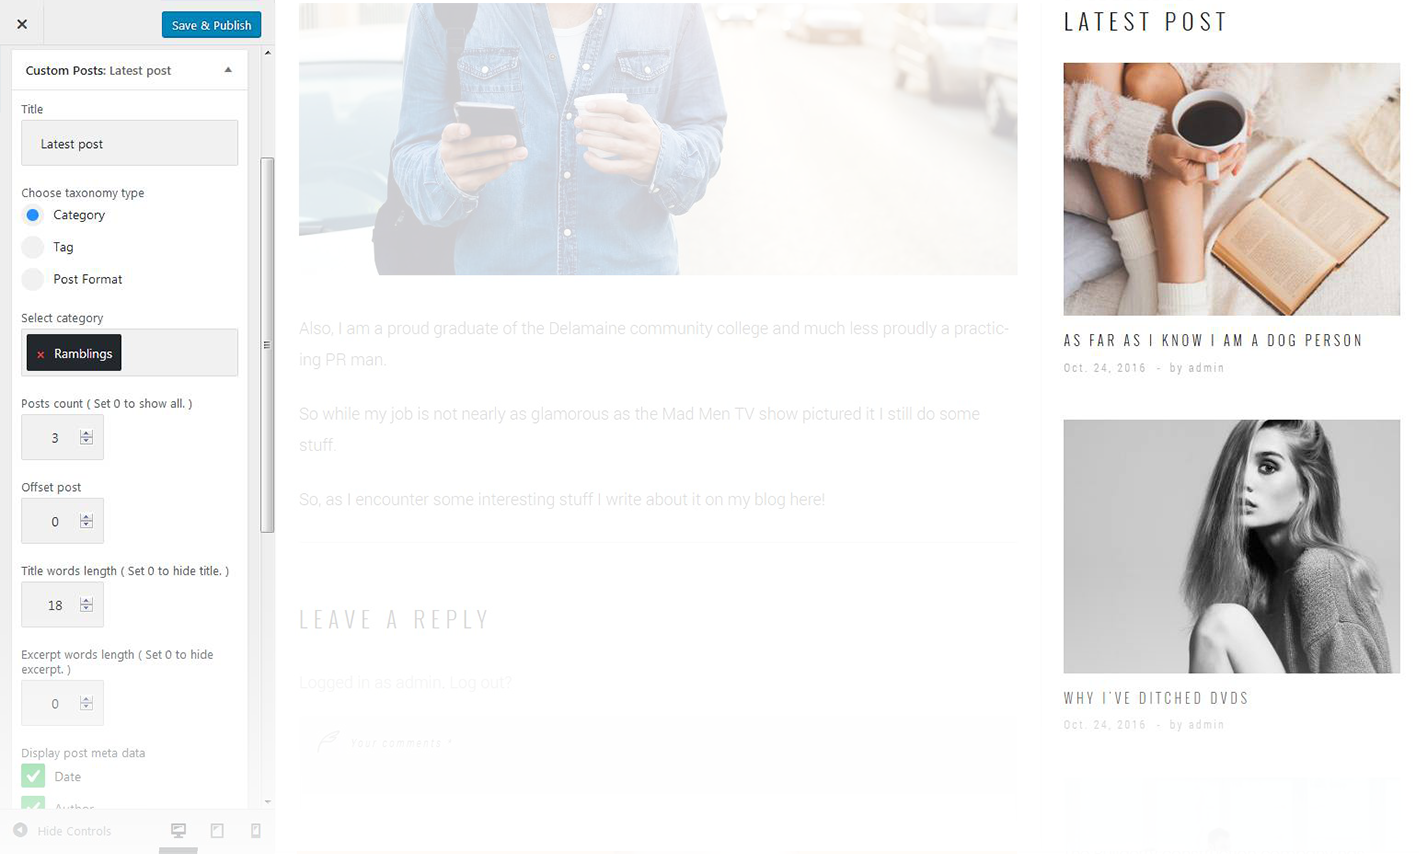 Save & Publish
Custom Posts: Latest post
Title
Latest post
Choose taxonomy type
Category
Tag
Post Format
Select category
× Ramblings
Posts count ( Set 0 to show all. )
3
Offset post
0
Title words length ( Set 0 to hide title. )
18
Excerpt words length ( Set 0 to hide
excerpt. )
0
Display post meta data
Date
Author
Hide Controls
Also, I am a proud graduate of the Delamaine community college and much less proudly a practic-
ing PR man.
So while my job is not nearly as glamorous as the Mad Men TV show pictured it I still do some
stuff.
So, as I encounter some interesting stuff I write about it on my blog here!
LEAVE A REPLY
Logged in as admin. Log out?
Your comments *
LATEST POST
AS FAR AS I KNOW I AM A DOG PERSON
Oct. 24, 2016 - by admin
WHY I'VE DITCHED DVDS
Oct. 24, 2016 - by admin